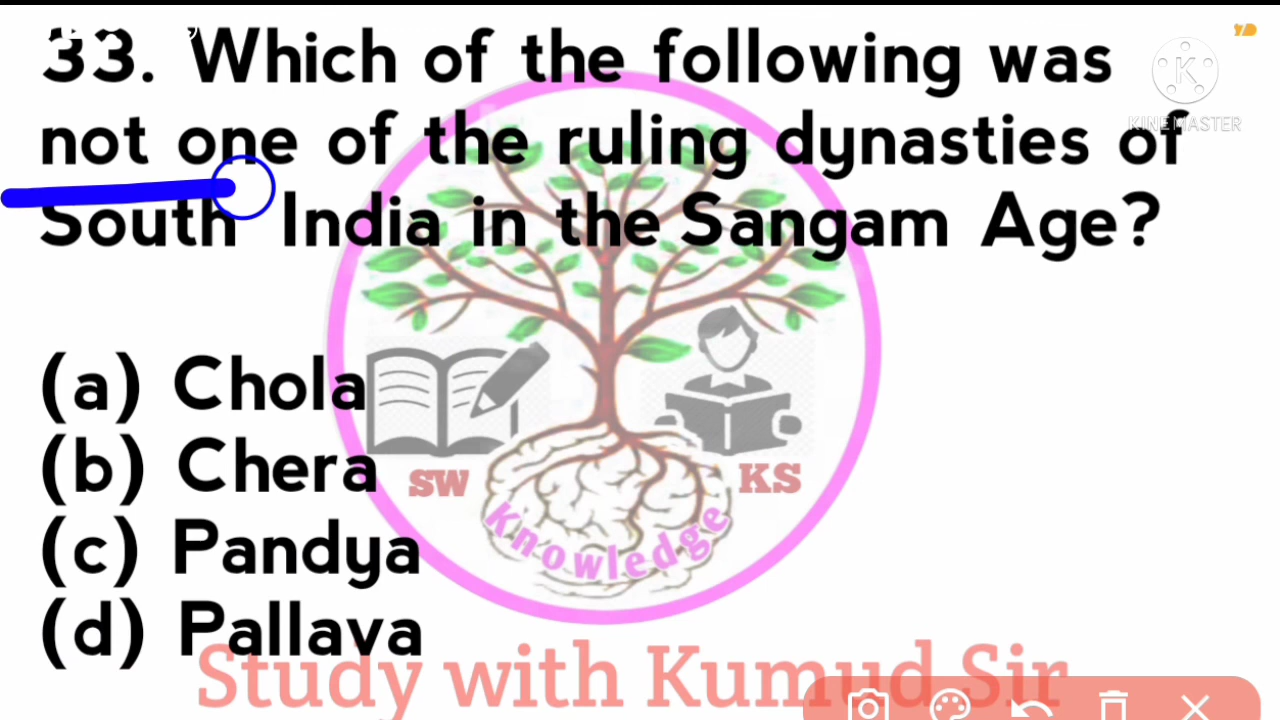 33. Which of the following was
not one of the ruling dynasties of
South India in the Sangam Age?
KINEMASTER
(a) Chola
(b) Chera
(c) Pandya
(d) Pallava
SW
KS
Knowledge
Study with Kumud Sir